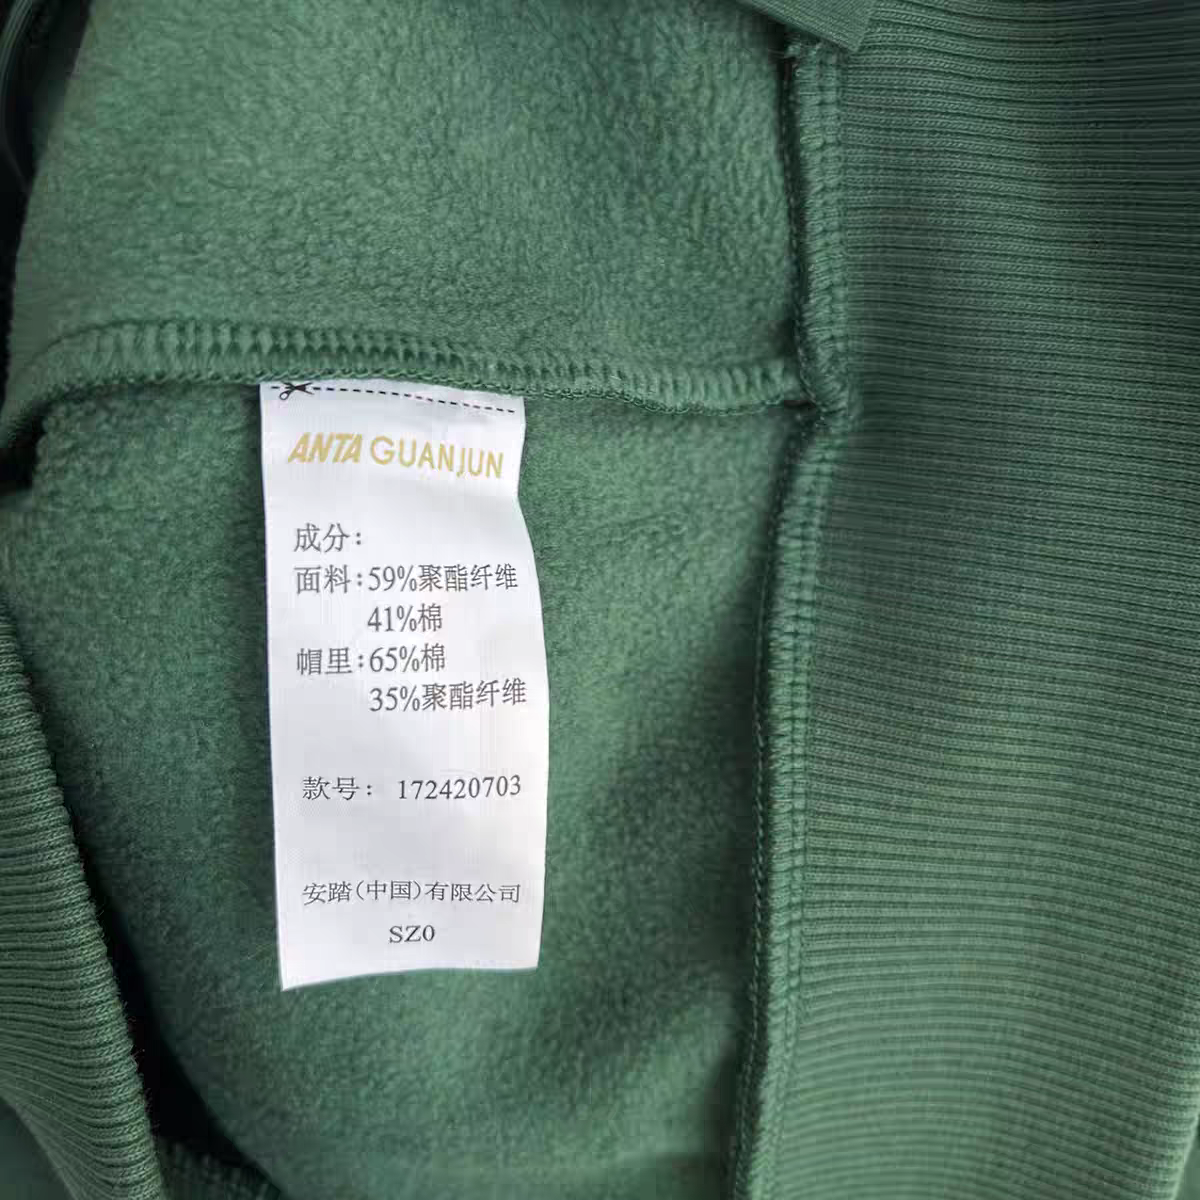 ANTA GUANJUN
成分：
面料：59%聚酯纤维
41%棉
帽里：65%棉
35%聚酯纤维
款号： 172420703
安踏（中国）有限公司
SZ0